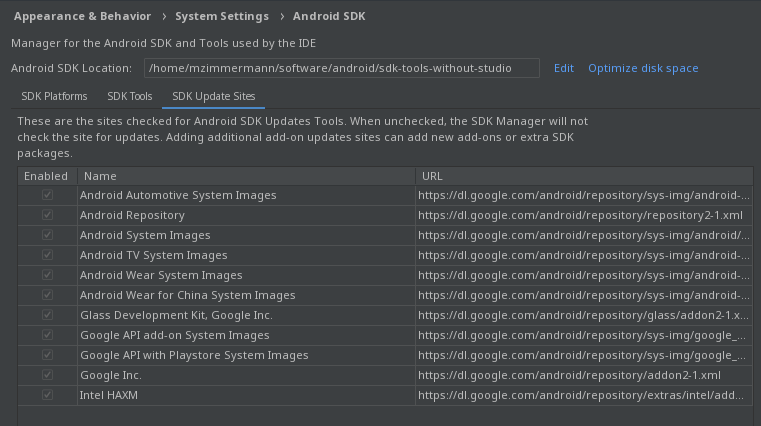 Appearance & Behavior › System Settings › Android SDK
Manager for the Android SDK and Tools used by the IDE
Android SDK Location: /home/mzimmermann/software/android/sdk-tools-without-studio Edit Optimize disk space
SDK Platforms SDK Tools SDK Update Sites
These are the sites checked for Android SDK Updates Tools. When unchecked, the SDK Manager will not
check the site for updates. Adding additional add-on updates sites can add new add-ons or extra SDK
packages.
Enabled Name URL
Android Automotive System Images https://dl.google.com/android/repository/sys-img/android-...
Android Repository https://dl.google.com/android/repository/repository2-1.xml
Android System Images https://dl.google.com/android/repository/sys-img/android/...
Android TV System Images https://dl.google.com/android/repository/sys-img/android-...
Android Wear System Images https://dl.google.com/android/repository/sys-img/android-...
Android Wear for China System Images https://dl.google.com/android/repository/sys-img/android-...
Glass Development Kit, Google Inc. https://dl.google.com/android/repository/glass/addon2-1.x...
Google API add-on System Images https://dl.google.com/android/repository/sys-img/google_...
Google API with Playstore System Images https://dl.google.com/android/repository/sys-img/google_...
Google Inc. https://dl.google.com/android/repository/addon2-1.xml
Intel HAXM https://dl.google.com/android/repository/extras/intel/add...